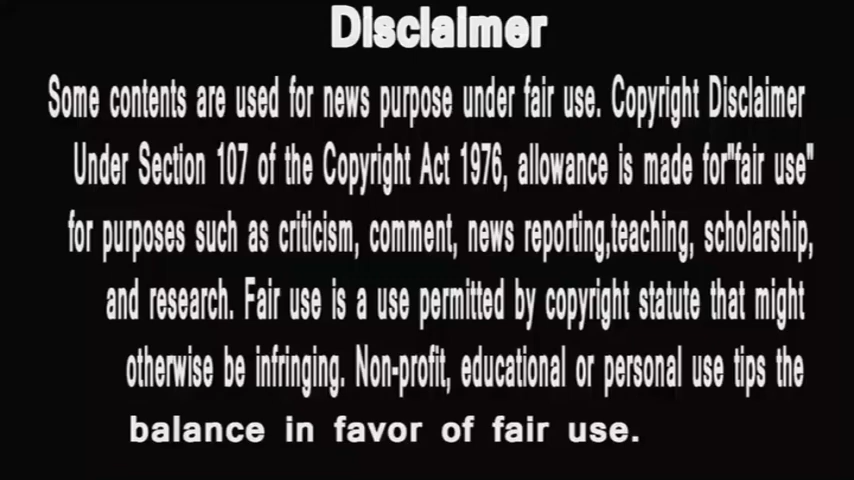 Disclaimer
Some contents are used for news purpose under fair use. Copyright Disclaimer
Under Section 107 of the Copyright Act 1976, allowance is made for"fair use"
for purposes such as criticism, comment, news reporting,teaching, scholarship,
and research. Fair use is a use permitted by copyright statute that might
otherwise be infringing. Non-profit, educational or personal use tips the
balance in favor of fair use.